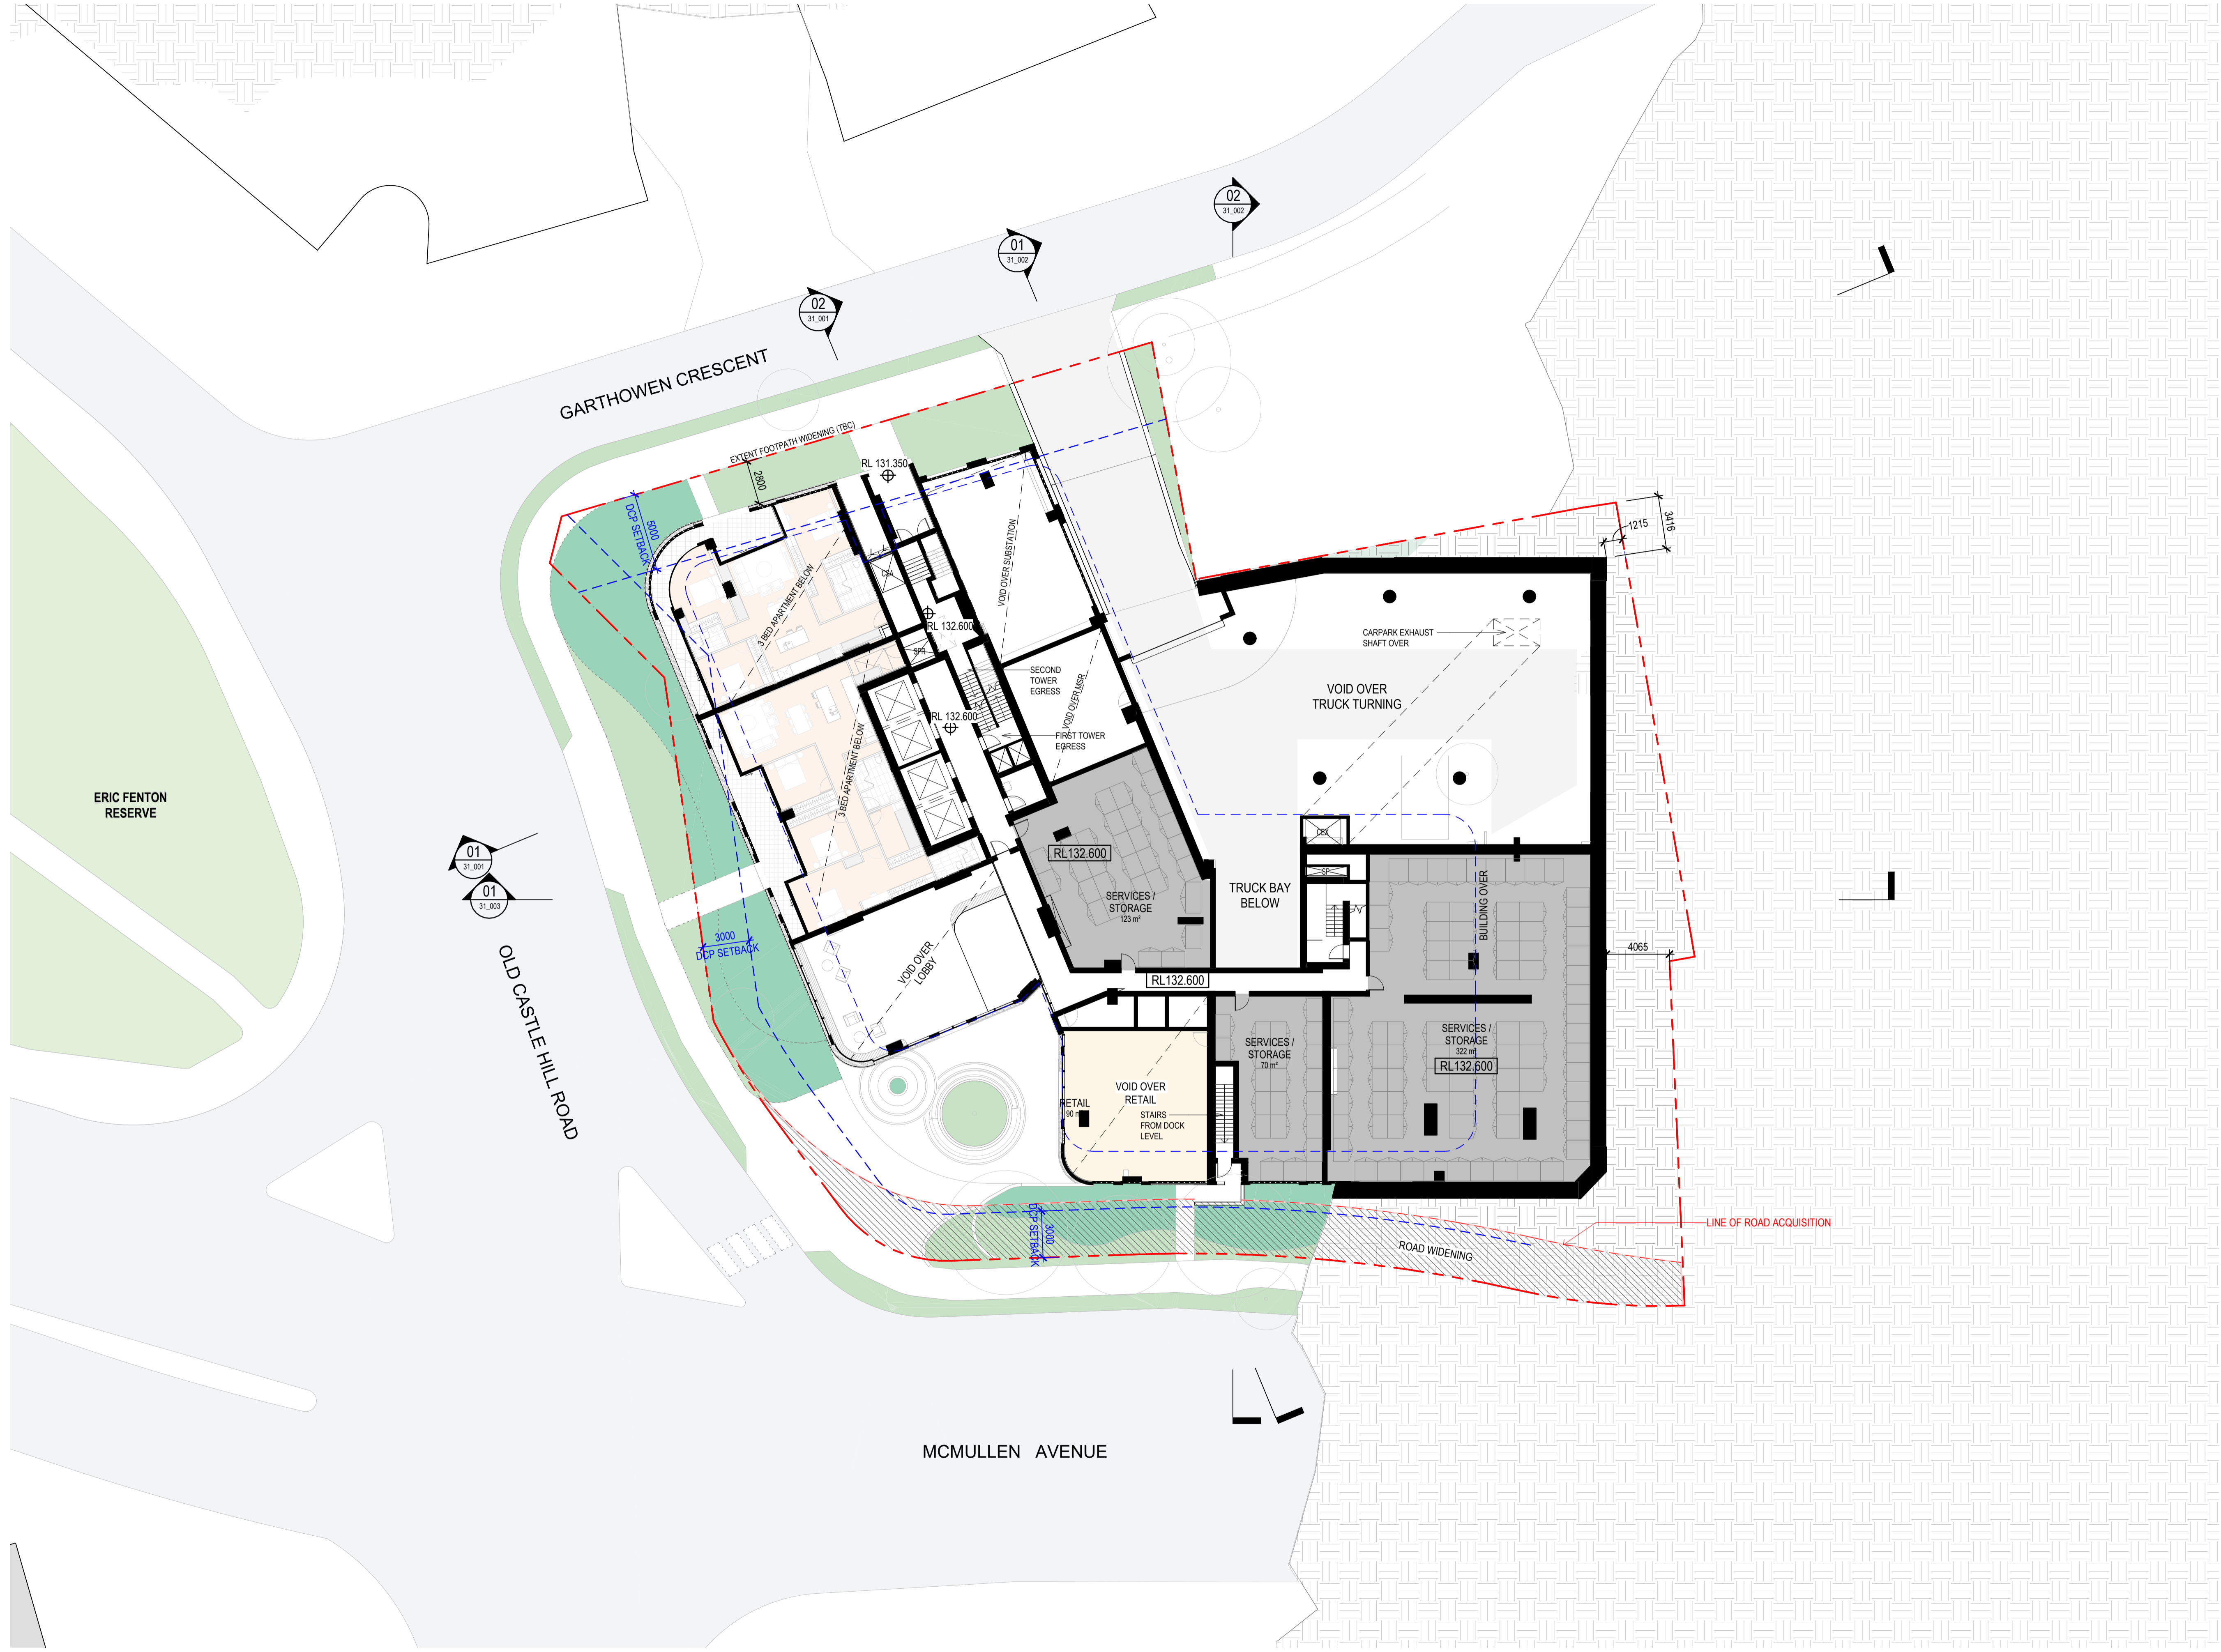 02
31_002
01
31_002
02
31_001
GARTHOWEN CRESCENT
EXTENT FOOTPATH WIDENING (TBC)
2800
RL 131.350
5000
DCP SETBACK
3416
1215
VOID OVER SUBSTATION
3 BED APARTMENT BELOW
CSA
RL 132.600
CARPARK EXHAUST
SHAFT OVER
SPR
SECOND
TOWER
EGRESS
VOID OVER MSR
VOID OVER
TRUCK TURNING
RL 132.600
FIRST TOWER
EGRESS
3 BED APARTMENT BELOW
ERIC FENTON
RESERVE
CEX
01
31_001
01
31_003
RL132.600
SP
SERVICES /
STORAGE
123 m²
TRUCK BAY
BELOW
BUILDING OVER
3000
DCP SETBACK
4065
VOID OVER
LOBBY
RL132.600
OLD CASTLE HILL ROAD
SERVICES /
STORAGE
70 m²
SERVICES /
STORAGE
322 m²
RL132.600
VOID OVER
RETAIL
RETAIL
90 m
STAIRS
FROM DOCK
LEVEL
3000
DCP SETBACK
LINE OF ROAD ACQUISITION
ROAD WIDENING
MCMULLEN AVENUE